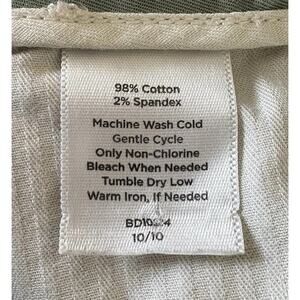 98% Cotton
2% Spandex
Machine Wash Cold
Gentle Cycle
Only Non-Chlorine
Bleach When Needed
Tumble Dry Low
Warm Iron, If Needed
10/10